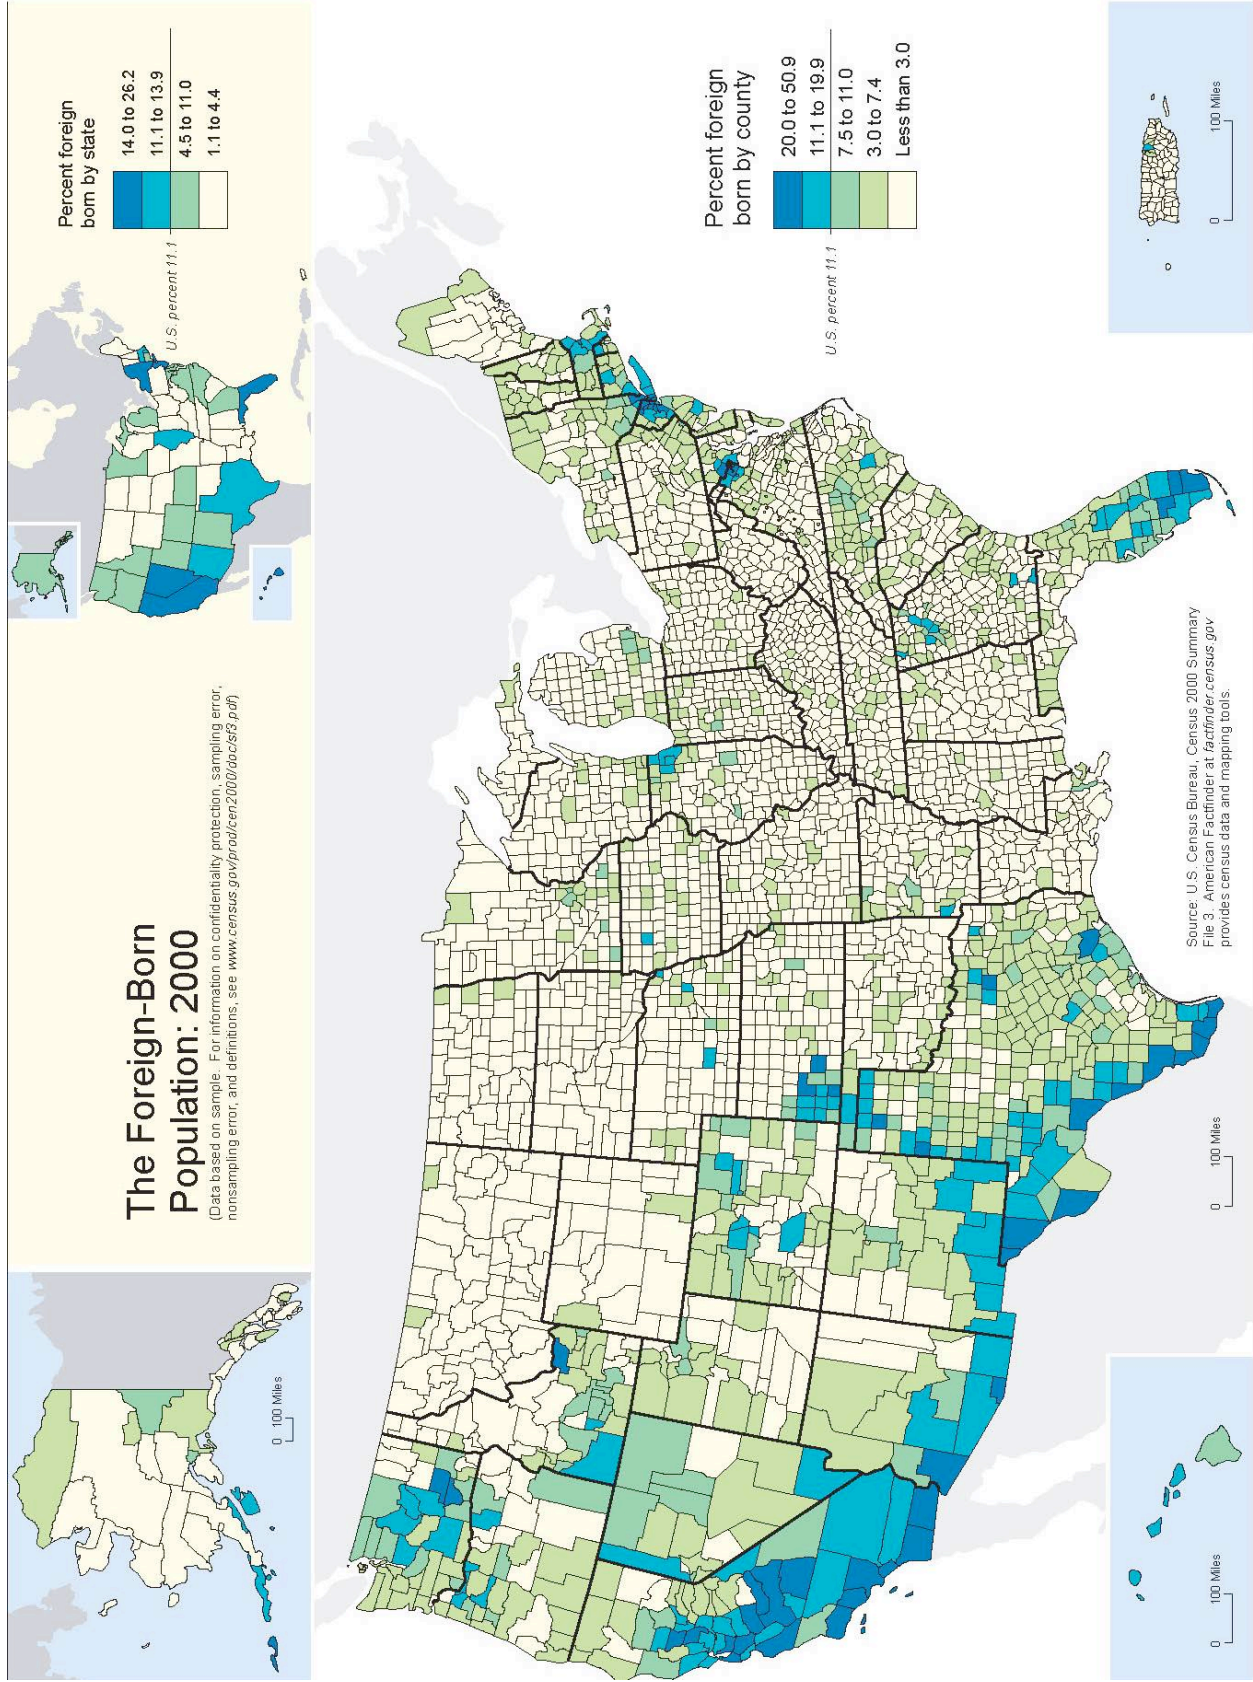 The Foreign-Born
Population: 2000
(Data based on sample. For information on confidentiality protection, sampling error,
nonsampling error, and definitions, see www.census.gov/prod/cen2000/doc/sf3.pdf)
Percent foreign
born by state
14.0 to 26.2
11.1 to 13.9
4.5 to 11.0
1.1 to 4.4
U.S. percent 11.1
0 100 Miles
Percent foreign
born by county
20.0 to 50.9
11.1 to 19.9
7.5 to 11.0
3.0 to 7.4
Less than 3.0
U.S. percent 11.1
0 100 Miles
0 100 Miles
Source: U.S. Census Bureau, Census 2000 Summary
File 3. American Factfinder at factfinder.census.gov
provides census data and mapping tools.
0 100 Miles